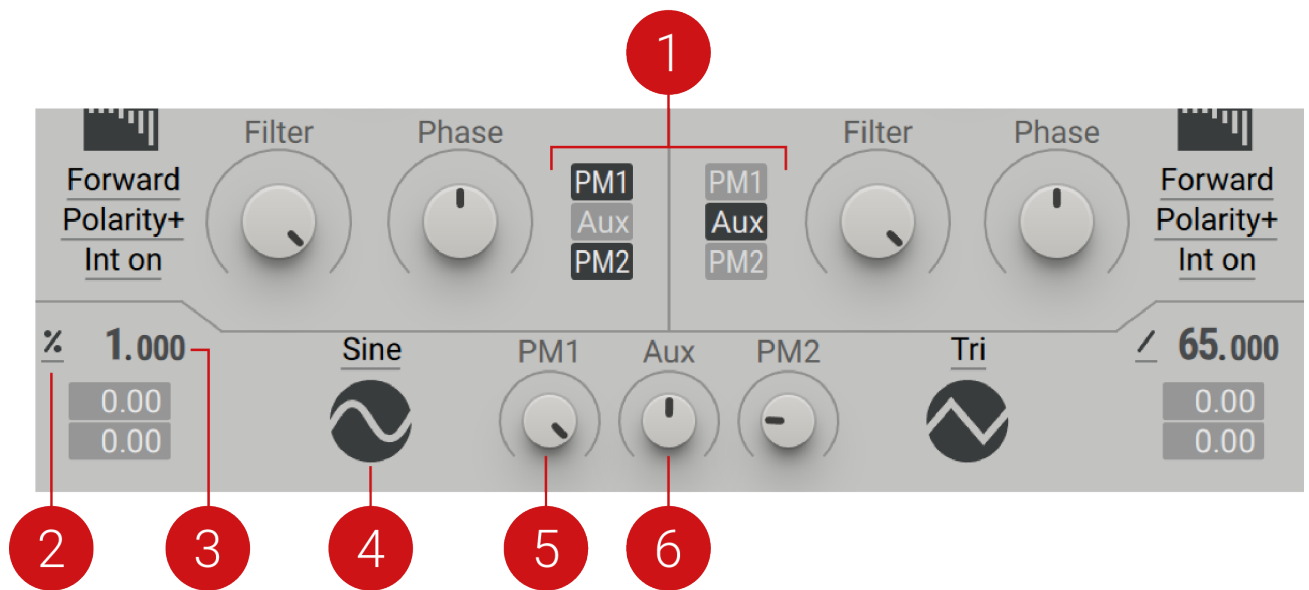 1
Filter Phase Filter Phase
Forward PM1 PM1 Forward
Polarity+ Aux Aux Polarity+
Int on PM2 PM2 Int on
% 1.000 Sine PM1 Aux PM2 Tri / 65.000
0.00 0.00
0.00 0.00
2 3 4 5 6